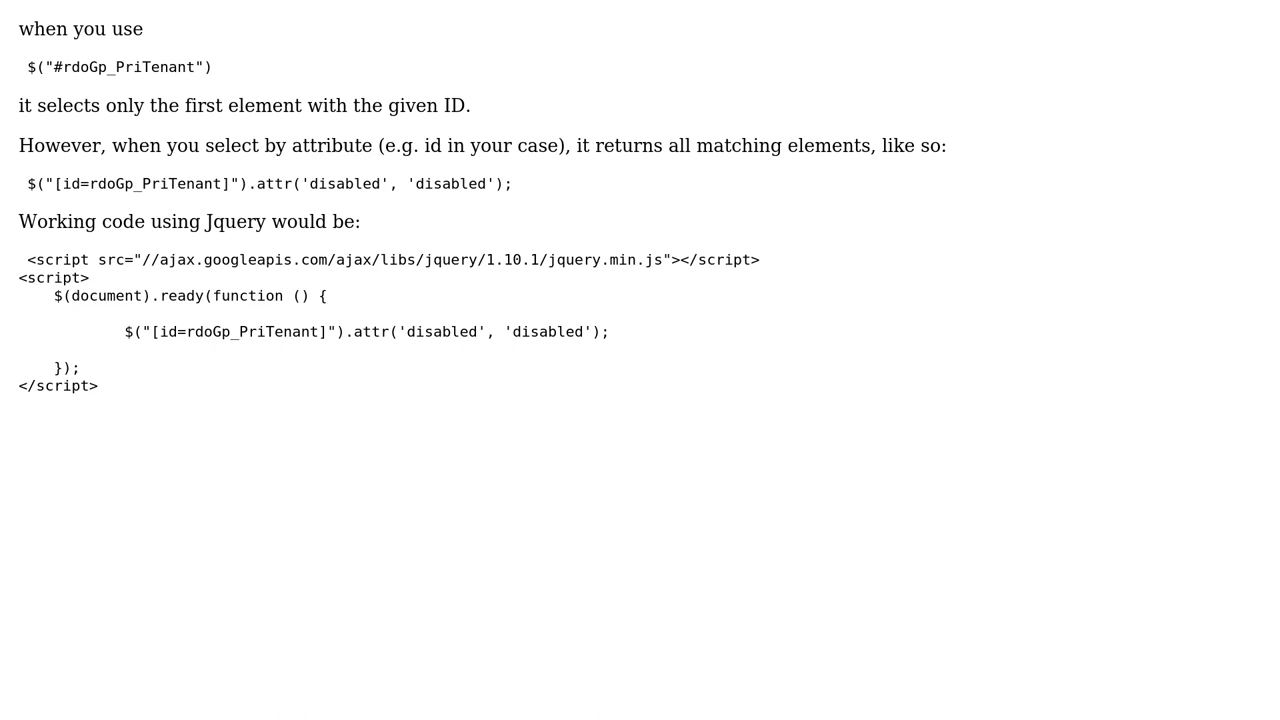 when you use
$("#rdoGp_PriTenant")
it selects only the first element with the given ID.
However, when you select by attribute (e.g. id in your case), it returns all matching elements, like so:
$("[id=rdoGp_PriTenant]").attr('disabled', 'disabled');
Working code using Jquery would be:
<script src="//ajax.googleapis.com/ajax/libs/jquery/1.10.1/jquery.min.js"></script>
<script>
    $(document).ready(function () {
            $("[id=rdoGp_PriTenant]").attr('disabled', 'disabled');
    });
</script>